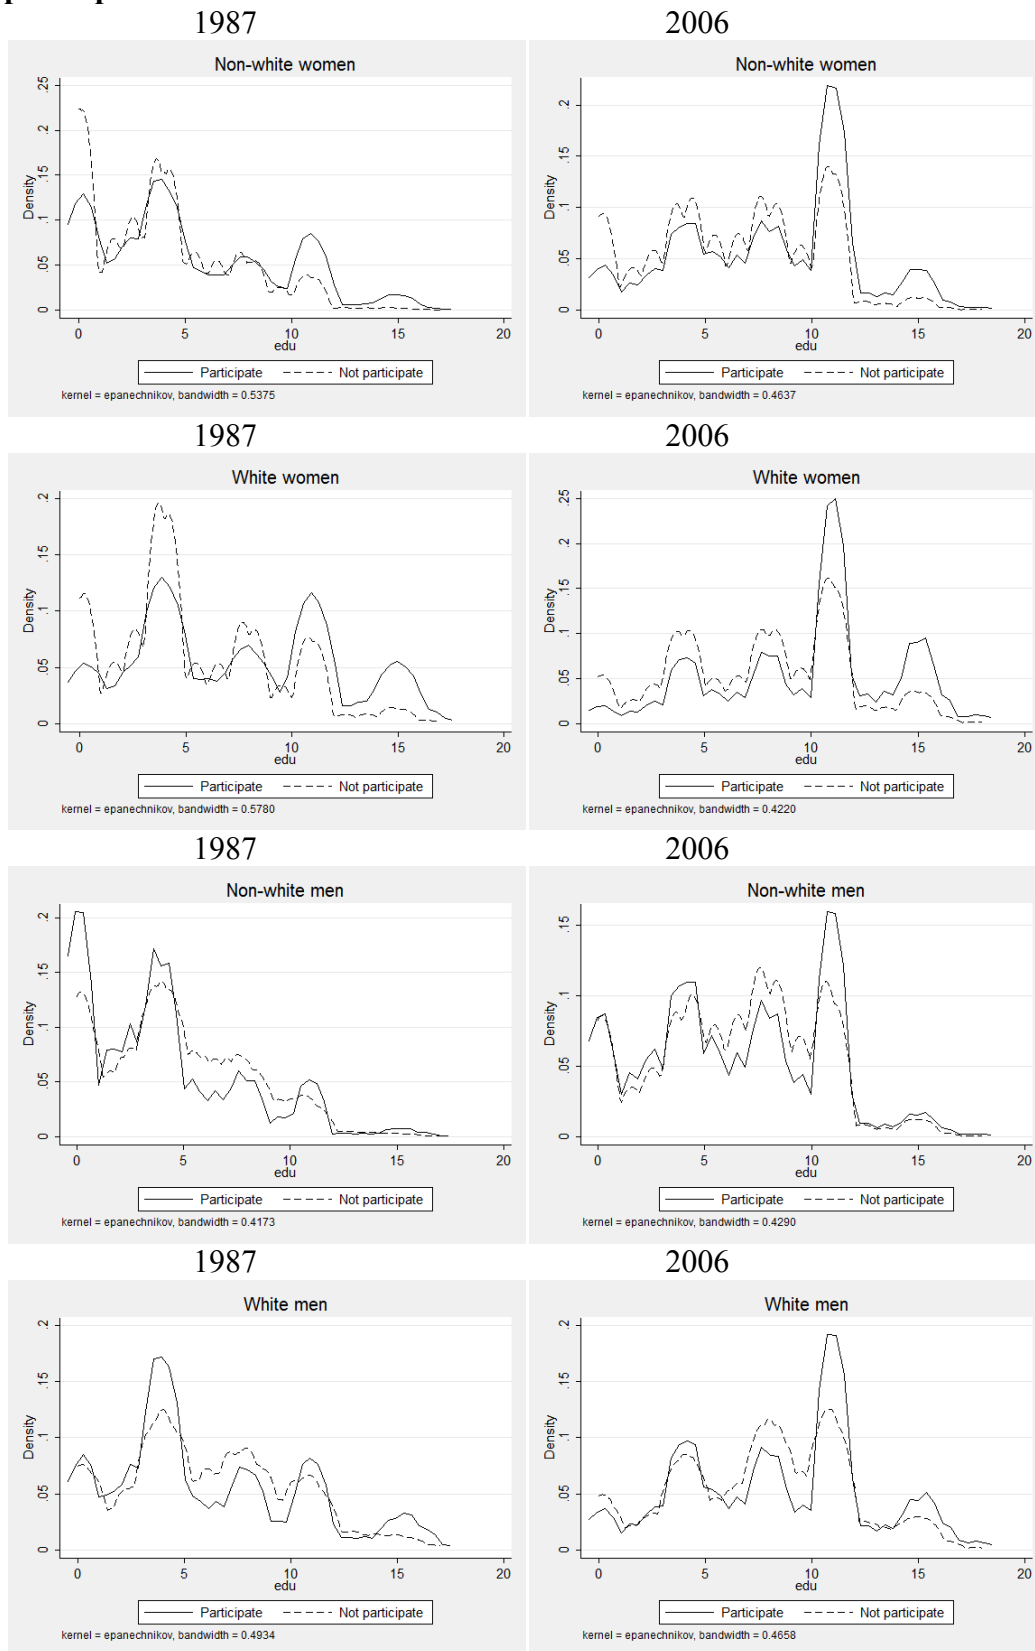 1987 2006
Non-white women Non-white women
Density
0 .05 .1 .15 .2 .25
0 5 10 15 20
edu
Participate Not participate
kernel = epanechnikov, bandwidth = 0.5375
Density
0 .05 .1 .15 .2
0 5 10 15 20
edu
Participate Not participate
kernel = epanechnikov, bandwidth = 0.4637
1987 2006
White women White women
Density
0 .05 .1 .15 .2
0 5 10 15 20
edu
Participate Not participate
kernel = epanechnikov, bandwidth = 0.5780
Density
0 .05 .1 .15 .2 .25
0 5 10 15 20
edu
Participate Not participate
kernel = epanechnikov, bandwidth = 0.4220
1987 2006
Non-white men Non-white men
Density
0 .05 .1 .15 .2
0 5 10 15 20
edu
Participate Not participate
kernel = epanechnikov, bandwidth = 0.4173
Density
0 .05 .1 .15
0 5 10 15 20
edu
Participate Not participate
kernel = epanechnikov, bandwidth = 0.4290
1987 2006
White men White men
Density
0 .05 .1 .15 .2
0 5 10 15 20
edu
Participate Not participate
kernel = epanechnikov, bandwidth = 0.4934
Density
0 .05 .1 .15 .2
0 5 10 15 20
edu
Participate Not participate
kernel = epanechnikov, bandwidth = 0.4658